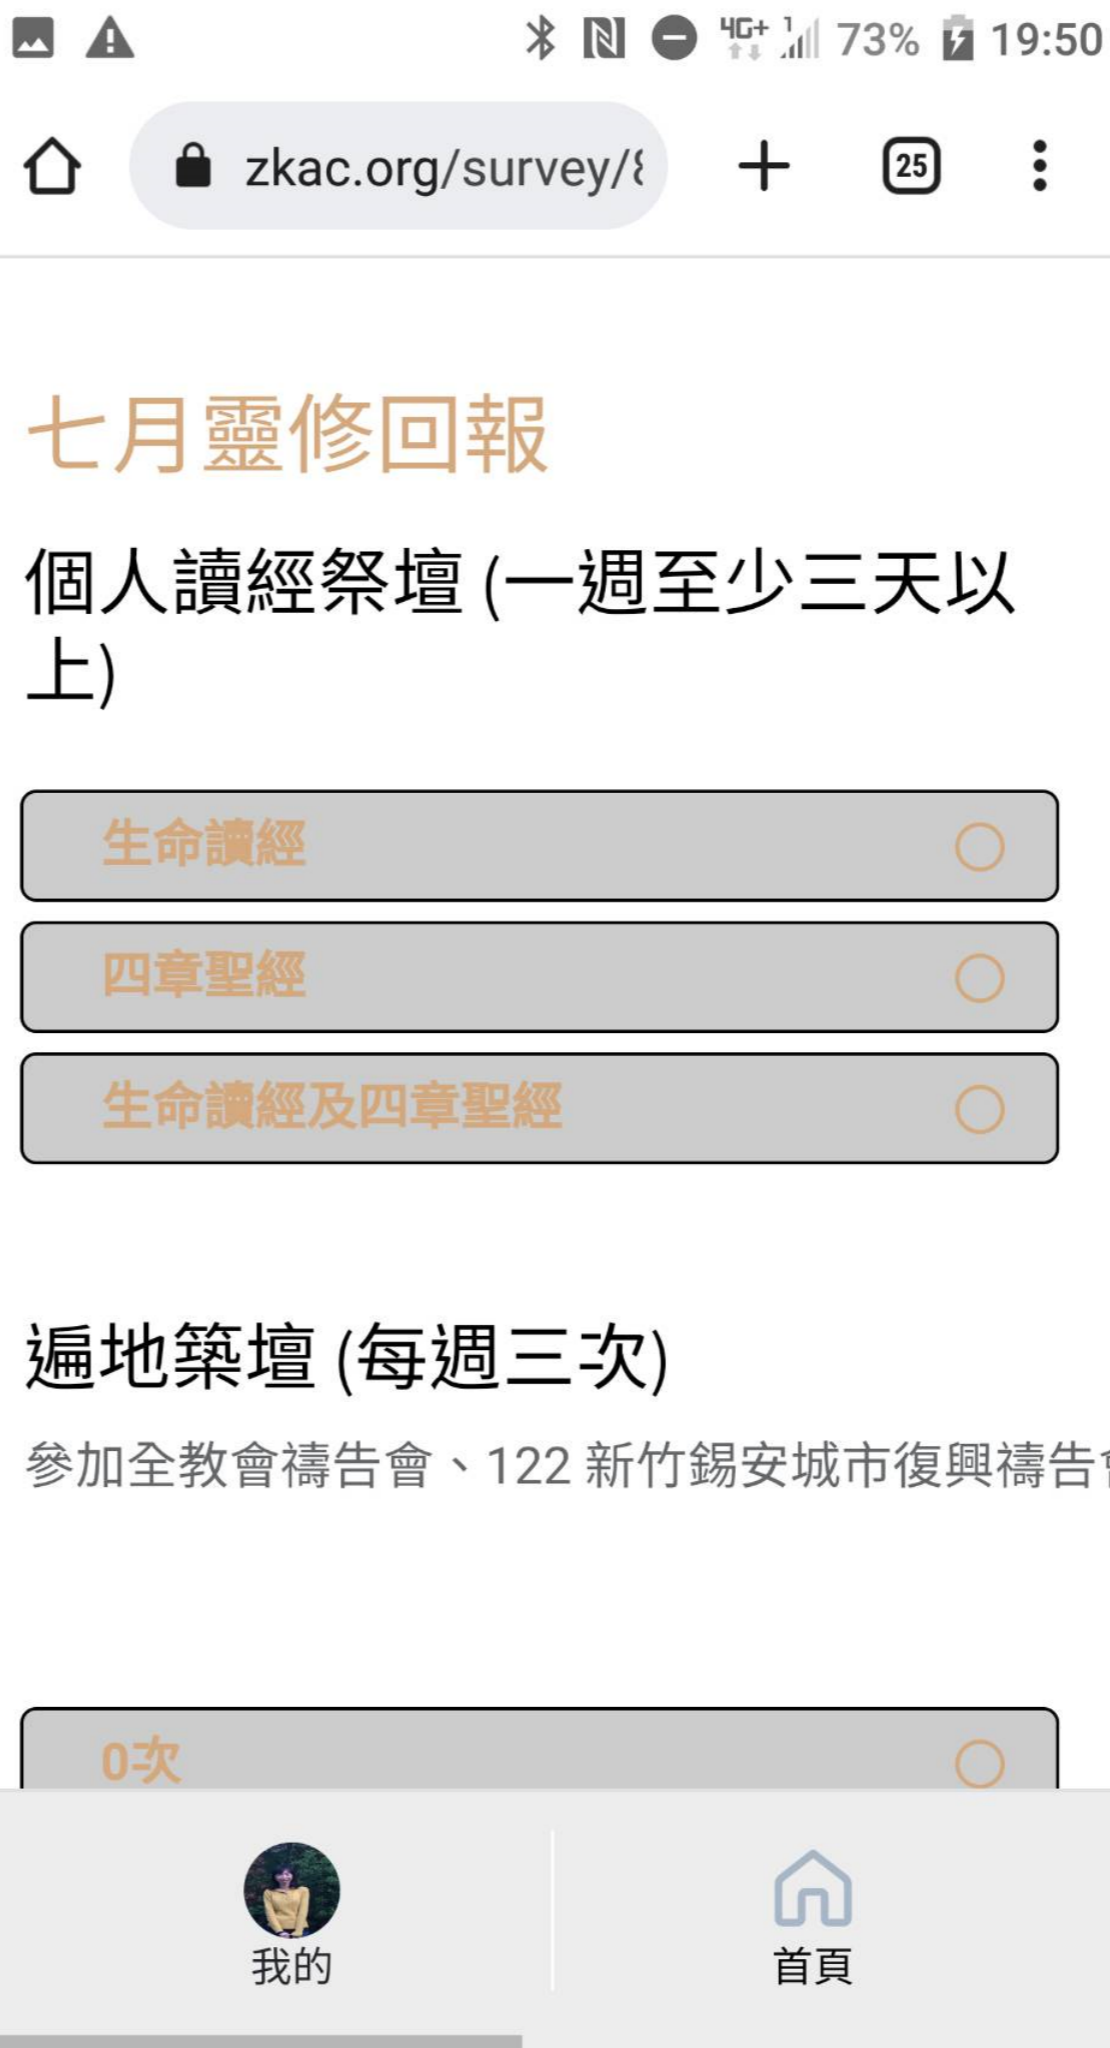 4G+ 1 73% 19:50
zkac.org/survey/
25
七月靈修回報
個人讀經祭壇 (一週至少三天以
上)
生命讀經
四章聖經
生命讀經及四章聖經
遍地築壇 (每週三次)
參加全教會禱告會、122 新竹錫安城市復興禱告
0次
我的
首頁